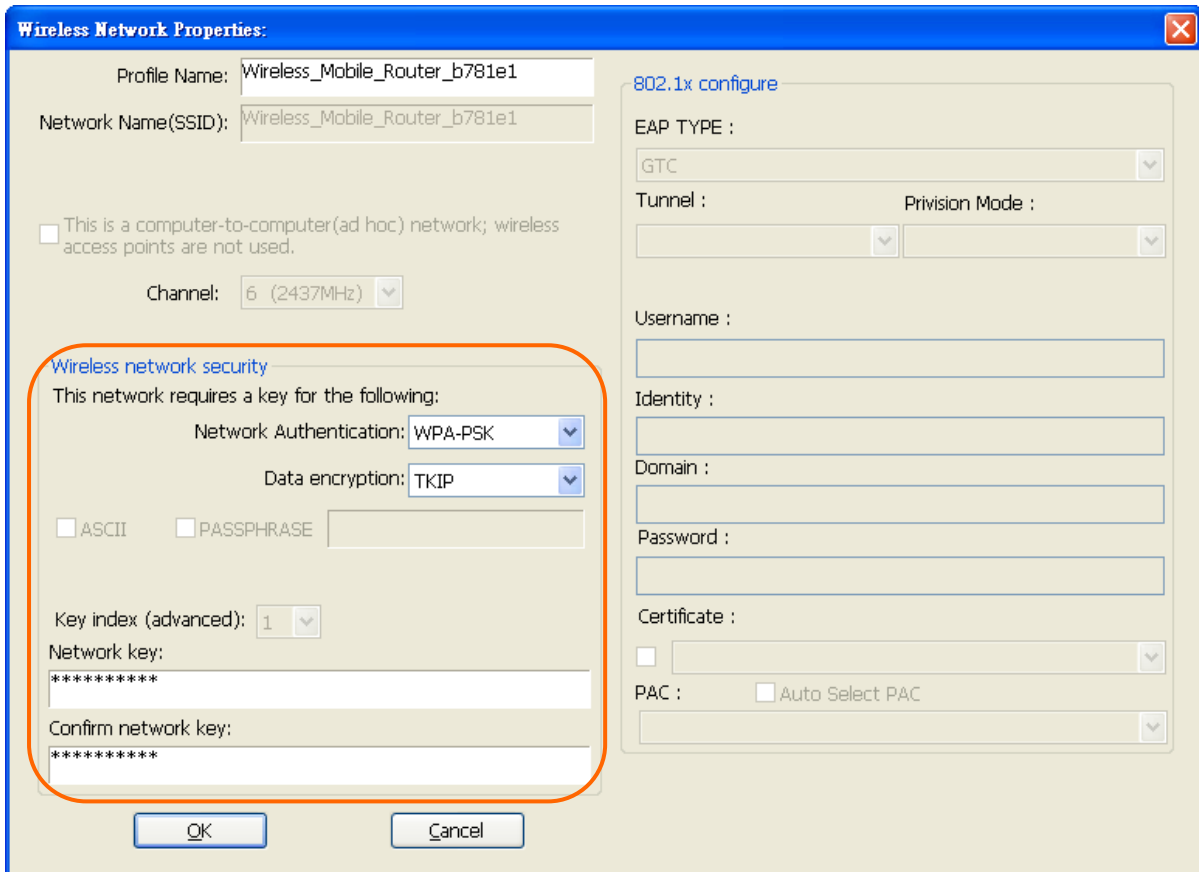 Wireless Network Properties:
Profile Name: Wireless_Mobile_Router_b781e1
Network Name(SSID): Wireless_Mobile_Router_b781e1
This is a computer-to-computer(ad hoc) network; wireless
access points are not used.
Channel: 6 (2437MHz)
Wireless network security
This network requires a key for the following:
Network Authentication: WPA-PSK
Data encryption: TKIP
ASCII PASSPHRASE
Key index (advanced): 1
Network key:
**********
Confirm network key:
**********
OK Cancel
802.1x configure
EAP TYPE :
GTC
Tunnel : Privision Mode :
Username :
Identity :
Domain :
Password :
Certificate :
PAC : Auto Select PAC